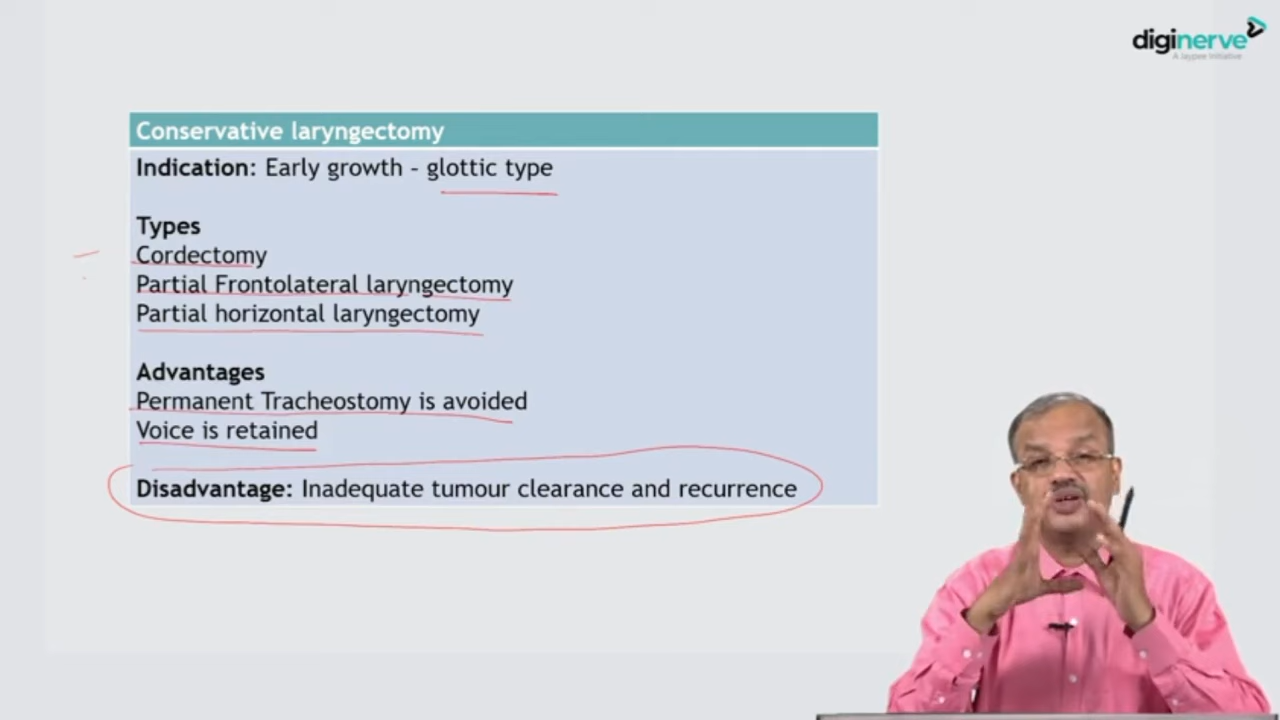 diginerve
A Jaypee Initiative
Conservative laryngectomy
Indication: Early growth – glottic type
Types
Cordectomy
Partial Frontolateral laryngectomy
Partial horizontal laryngectomy
Advantages
Permanent Tracheostomy is avoided
Voice is retained
Disadvantage: Inadequate tumour clearance and recurrence